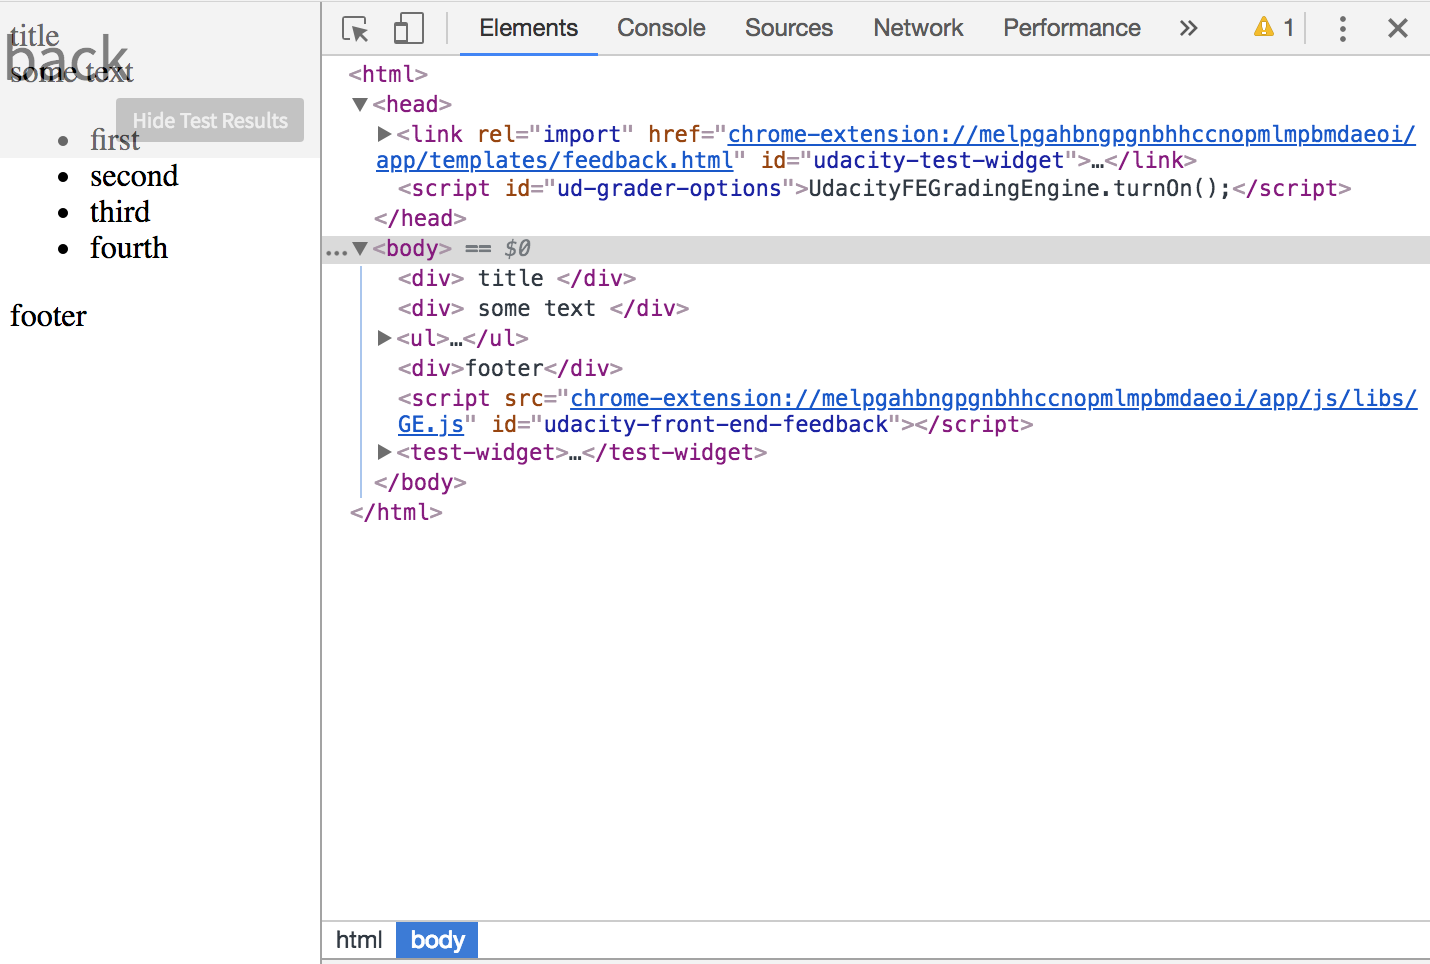 title
back
some text
Hide Test Results
• first
• second
• third
• fourth
footer
Elements Console Sources Network Performance » 1
<html>
<head>
<link rel="import" href="chrome-extension://melpgahbngpgnbhhccnopmlmpbmdaeoi/
app/templates/feedback.html" id="udacity-test-widget">…</link>
<script id="ud-grader-options">UdacityFEGradingEngine.turnOn();</script>
</head>
…<body> == $0
<div> title </div>
<div> some text </div>
<ul>…</ul>
<div>footer</div>
<script src="chrome-extension://melpgahbngpgnbhhccnopmlmpbmdaeoi/app/js/libs/
GE.js" id="udacity-front-end-feedback"></script>
<test-widget>…</test-widget>
</body>
</html>
html body